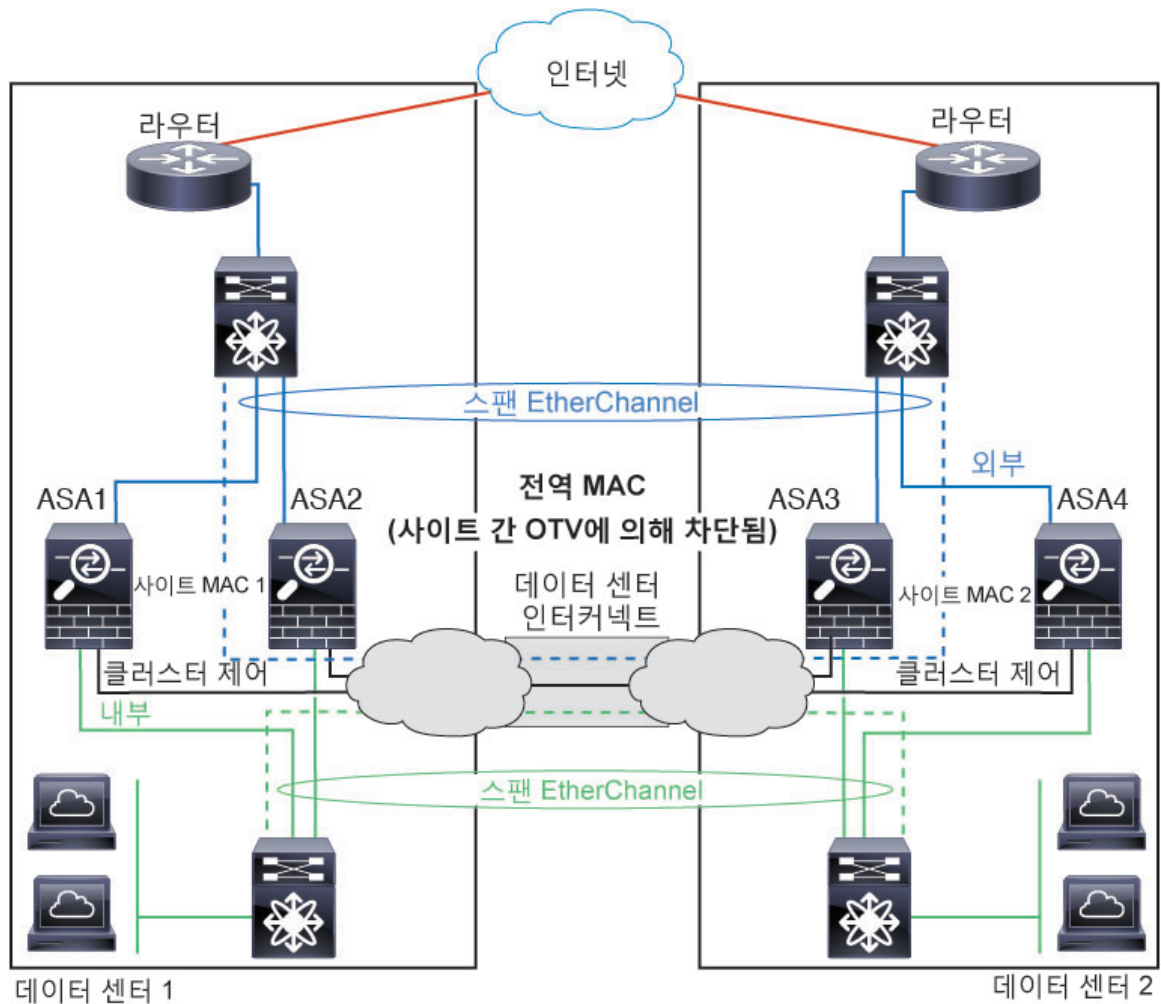 인터넷
라우터
라우터
스팬 EtherChannel
외부
ASA1
ASA2
전역 MAC
(사이트 간 OTV에 의해 차단됨)
ASA3
ASA4
사이트 MAC 1
데이터 센터
인터커넥트
사이트 MAC 2
클러스터 제어
클러스터 제어
내부
스팬 EtherChannel
데이터 센터 1
데이터 센터 2